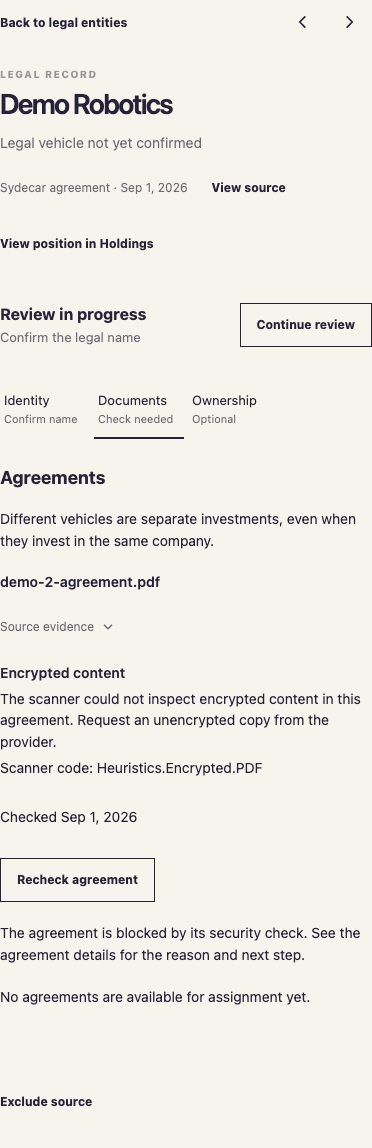 Back to legal entities
LEGAL RECORD
Demo Robotics
Legal vehicle not yet confirmed
Sydecar agreement · Sep 1, 2026 View source
View position in Holdings
Review in progress
Confirm the legal name
Continue review
Identity Documents Ownership
Confirm name Check needed Optional
Agreements
Different vehicles are separate investments, even when
they invest in the same company.
demo-2-agreement.pdf
Source evidence
Encrypted content
The scanner could not inspect encrypted content in this
agreement. Request an unencrypted copy from the
provider.
Scanner code: Heuristics.Encrypted.PDF
Checked Sep 1, 2026
Recheck agreement
The agreement is blocked by its security check. See the
agreement details for the reason and next step.
No agreements are available for assignment yet.
Exclude source